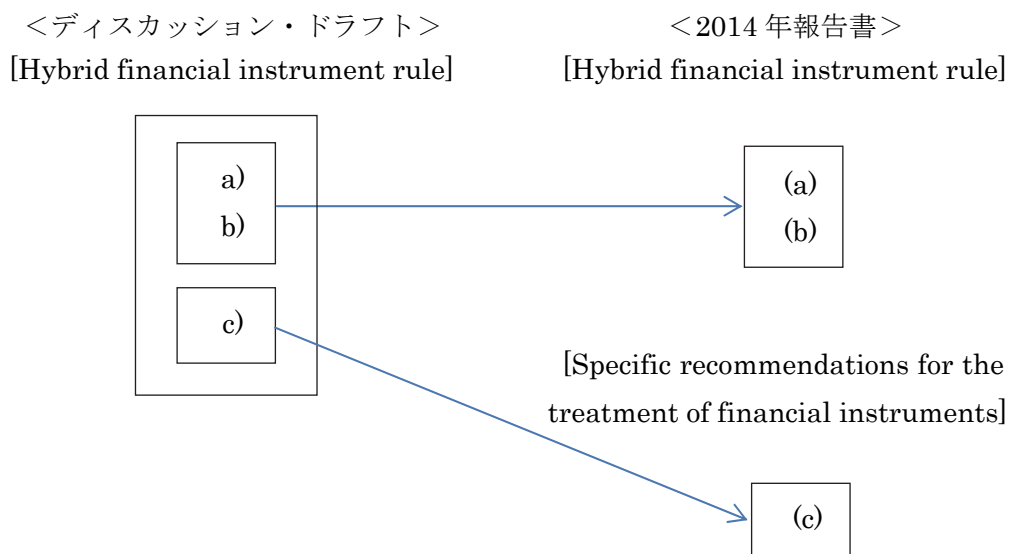 ＜ディスカッション・ドラフト＞
[Hybrid financial instrument rule]
a)
b)
c)
＜2014 年報告書＞
[Hybrid financial instrument rule]
(a)
(b)
[Specific recommendations for the
treatment of financial instruments]
(c)